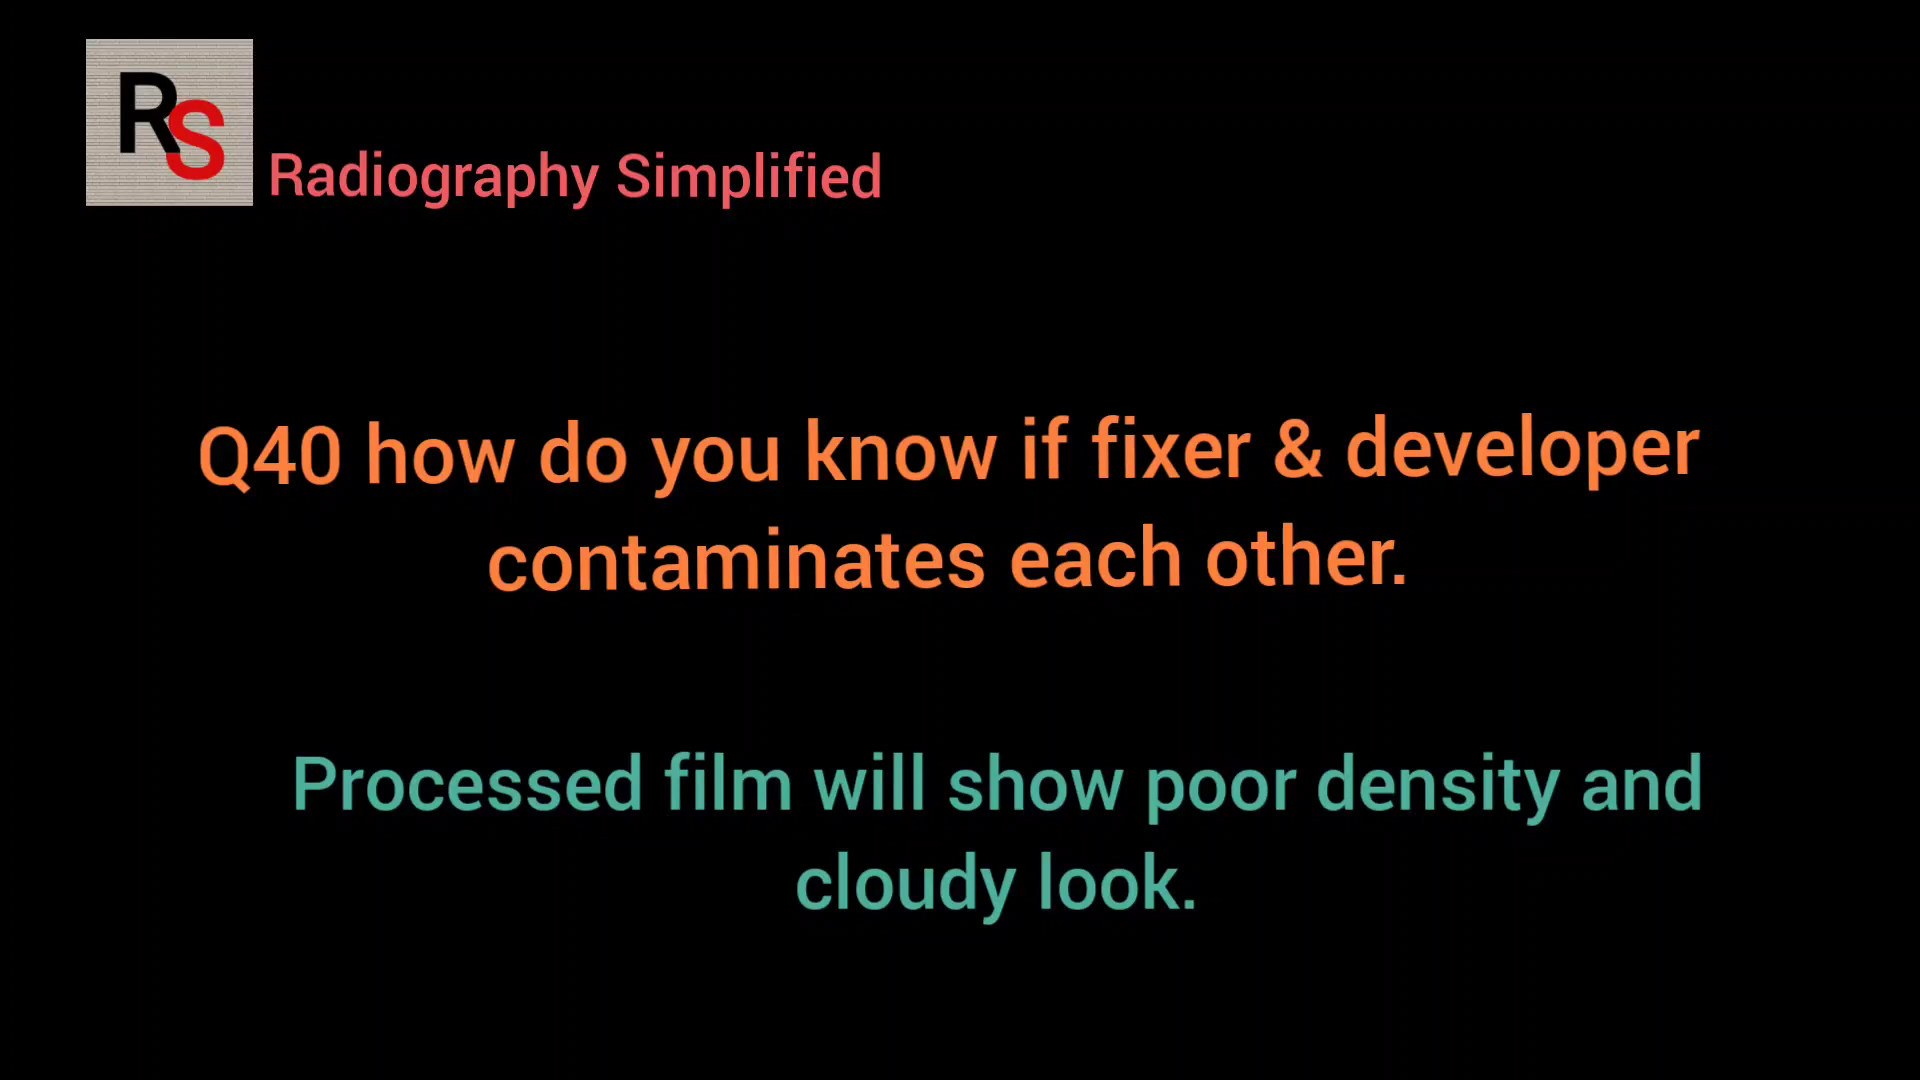 RS
Radiography Simplified
Q40 how do you know if fixer & developer
contaminates each other.
Processed film will show poor density and
cloudy look.